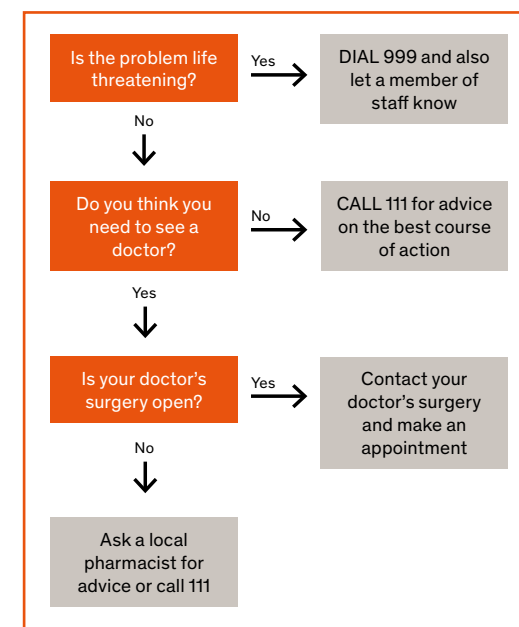 Is the problem life
threatening?
Yes
DIAL 999 and also
let a member of
staff know
No
Do you think you
need to see a
doctor?
No
CALL 111 for advice
on the best course
of action
Yes
Is your doctor's
surgery open?
Yes
Contact your
doctor's surgery
and make an
appointment
No
Ask a local
pharmacist for
advice or call 111